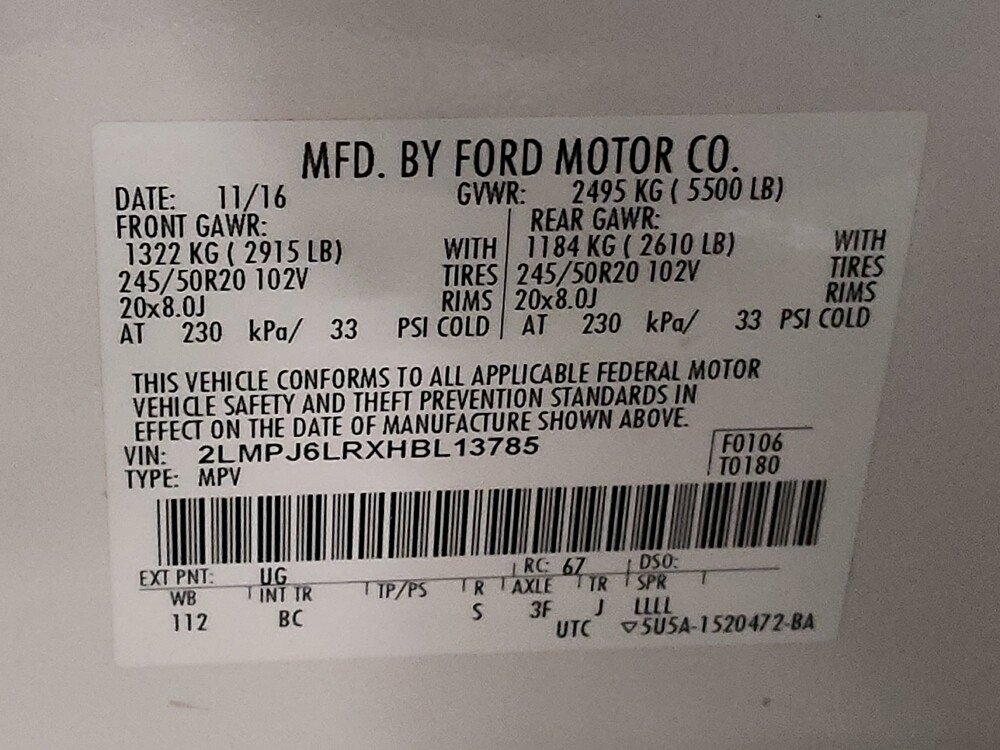 MFD. BY FORD MOTOR CO.
DATE: 11/16 GVWR: 2495 KG ( 5500 LB)
FRONT GAWR: REAR GAWR:
1322 KG ( 2915 LB) WITH 1184 KG ( 2610 LB) WITH
245/50R20 102V TIRES 245/50R20 102V TIRES
20x8.0J RIMS 20x8.0J RIMS
AT 230 kPa/ 33 PSI COLD AT 230 kPa/ 33 PSI COLD
THIS VEHICLE CONFORMS TO ALL APPLICABLE FEDERAL MOTOR
VEHICLE SAFETY AND THEFT PREVENTION STANDARDS IN
EFFECT ON THE DATE OF MANUFACTURE SHOWN ABOVE.
VIN: 2LMPJ6LRXHBL13785 F0106
TYPE: MPV T0180
EXT PNT: UG RC: 67 DSO:
WB INT TR TP/PS R AXLE TR SPR
112 BC S 3F J LLLL
UTC ▽5U5A-1520472-BA